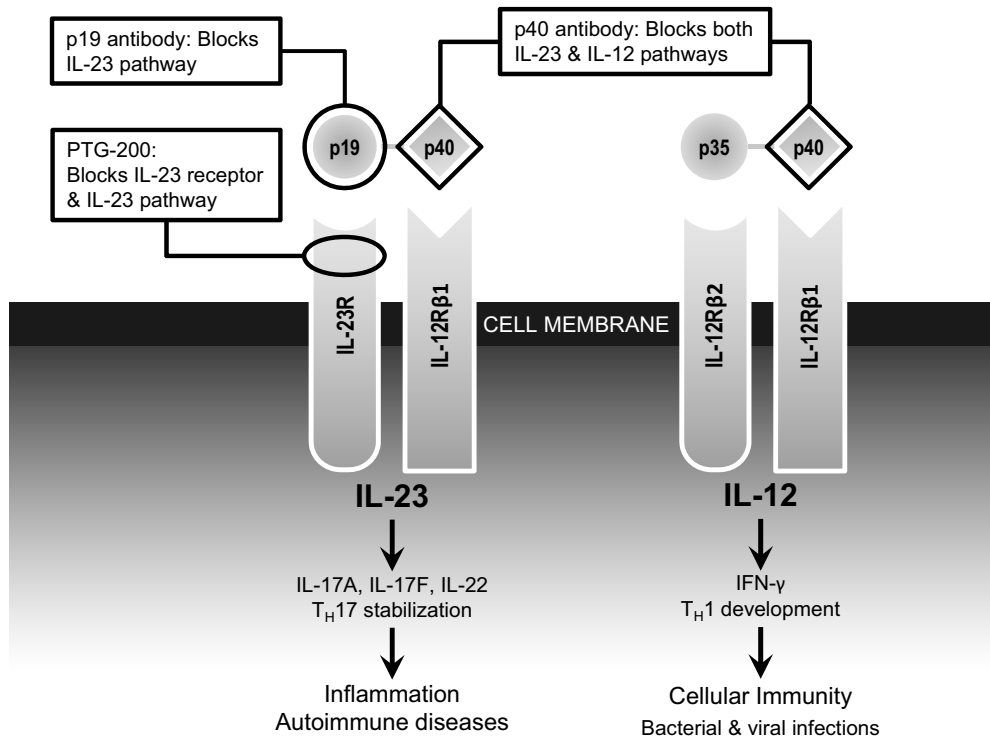 p19 antibody: Blocks
IL-23 pathway
p40 antibody: Blocks both
IL-23 & IL-12 pathways
PTG-200:
Blocks IL-23 receptor
& IL-23 pathway
p19
p40
p35
p40
IL-23R
IL-12Rβ1
CELL MEMBRANE
IL-12Rβ2
IL-12Rβ1
IL-23
IL-12
IL-17A, IL-17F, IL-22
TH17 stabilization
IFN-γ
TH1 development
Inflammation
Autoimmune diseases
Cellular Immunity
Bacterial & viral infections